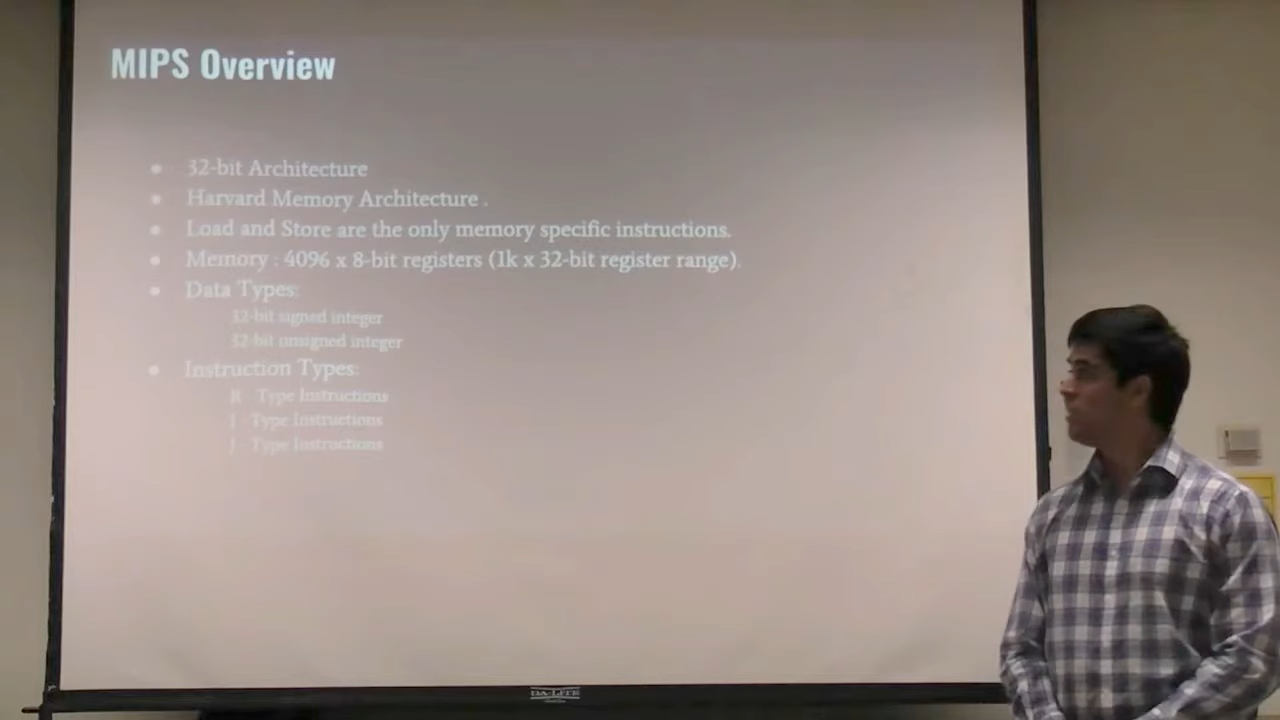 MIPS Overview
32-bit Architecture
Harvard Memory Architecture .
Load and Store are the only memory specific instructions.
Memory : 4096 x 8-bit registers (1k x 32-bit register range).
Data Types:
32-bit signed integer
32-bit unsigned integer
Instruction Types:
R - Type Instructions
I - Type Instructions
J - Type Instructions
DA-LITE